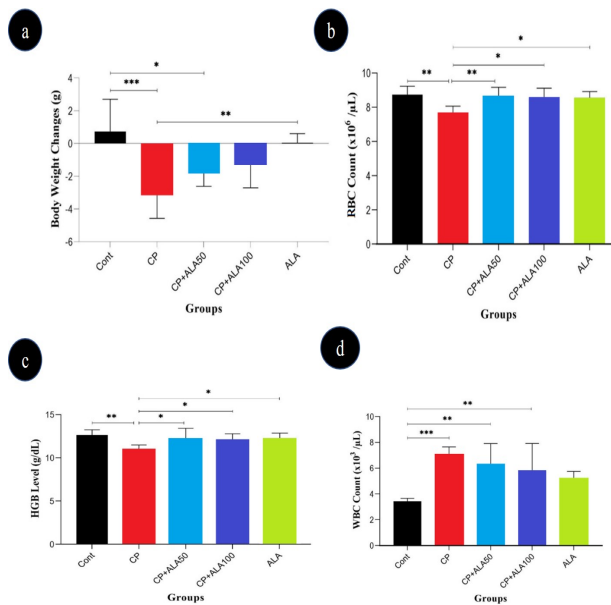 a
*
***
**
Body Weight Changes (g)
4
2
0
-2
-4
-6
Cont
CP
CP+ALA50
CP+ALA100
ALA
Groups
b
*
*
**
**
RBC Count (x10⁶ /µL)
10
8
6
4
2
0
Cont
CP
CP+ALA50
CP+ALA100
ALA
Groups
c
*
*
**
*
HGB Level (g/dL)
15
10
5
0
Cont
CP
CP+ALA50
CP+ALA100
ALA
Groups
d
**
**
***
WBC Count (x10³ /µL)
10
8
6
4
2
0
Cont
CP
CP+ALA50
CP+ALA100
ALA
Groups